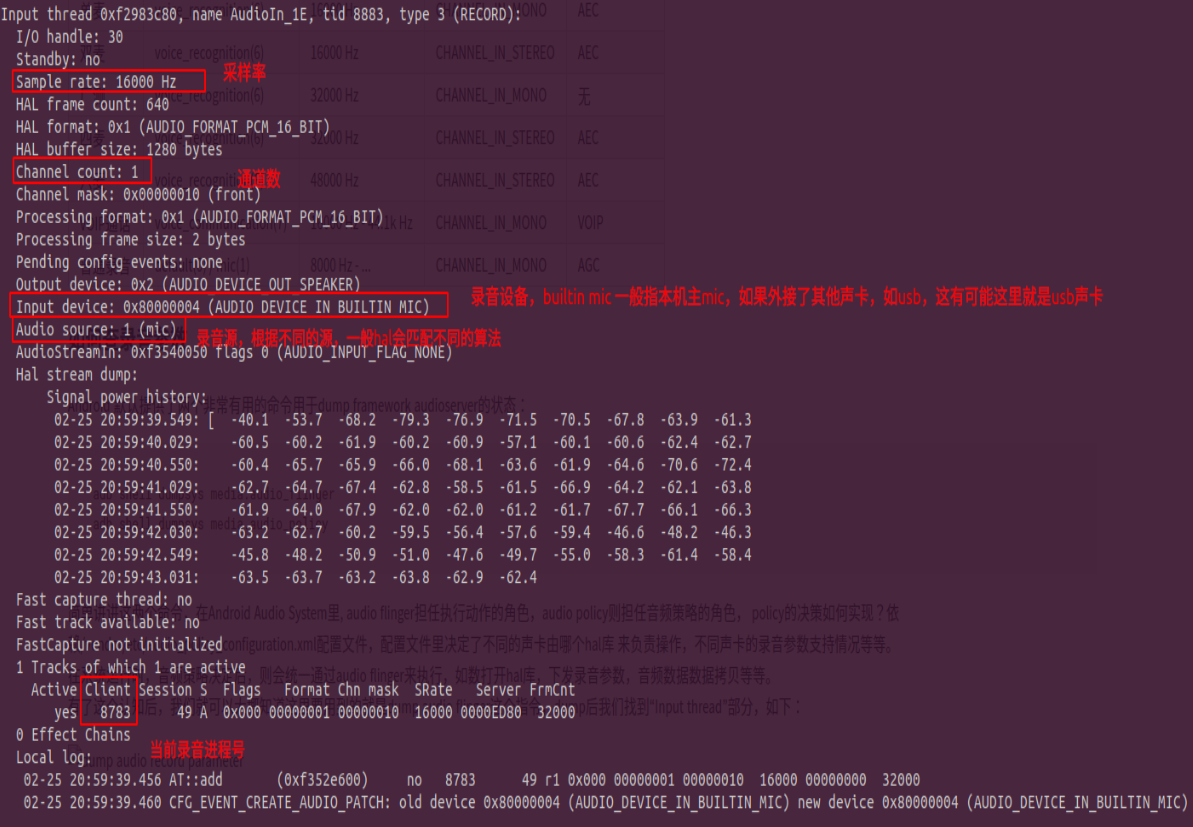 Input thread 0xf2983c80, name AudioIn_1E, tid 8883, type 3 (RECORD):
I/O handle: 30
Standby: no
Sample rate: 16000 Hz 采样率
HAL frame count: 640
HAL format: 0x1 (AUDIO_FORMAT_PCM_16_BIT)
HAL buffer size: 1280 bytes
Channel count: 1 通道数
Channel mask: 0x00000010 (front)
Processing format: 0x1 (AUDIO_FORMAT_PCM_16_BIT)
Processing frame size: 2 bytes
Pending config events: none
Output device: 0x2 (AUDIO_DEVICE_OUT_SPEAKER)
Input device: 0x80000004 (AUDIO_DEVICE_IN_BUILTIN_MIC) 录音设备，builtin mic 一般指本机主mic，如果外接了其他声卡，如usb，这有可能这里就是usb声卡
Audio source: 1 (mic) 录音源，根据不同的源，一般hal会匹配不同的算法
AudioStreamIn: 0xf3540050 flags 0 (AUDIO_INPUT_FLAG_NONE)
Hal stream dump:
Signal power history:
02-25 20:59:39.549: [ -40.1 -53.7 -68.2 -79.3 -76.9 -71.5 -70.5 -67.8 -63.9 -61.3
02-25 20:59:40.029: -60.5 -60.2 -61.9 -60.2 -60.9 -57.1 -60.1 -60.6 -62.4 -62.7
02-25 20:59:40.550: -60.4 -65.7 -65.9 -66.0 -68.1 -63.6 -61.9 -64.6 -70.6 -72.4
02-25 20:59:41.029: -62.7 -64.7 -67.4 -62.8 -58.5 -61.5 -66.9 -64.2 -62.1 -63.8
02-25 20:59:41.550: -61.9 -64.0 -67.9 -62.0 -62.0 -61.2 -61.7 -67.7 -66.1 -66.3
02-25 20:59:42.030: -63.2 -62.7 -60.2 -59.5 -56.4 -57.6 -59.4 -46.6 -48.2 -46.3
02-25 20:59:42.549: -45.8 -48.2 -50.9 -51.0 -47.6 -49.7 -55.0 -58.3 -61.4 -58.4
02-25 20:59:43.031: -63.5 -63.7 -63.2 -63.8 -62.9 -62.4
Fast capture thread: no
Fast track available: no
FastCapture not initialized
1 Tracks of which 1 are active
Active Client Session S Flags Format Chn mask SRate Server FrmCnt
yes 8783 49 A 0x000 00000001 00000010 16000 0000ED80 32000
0 Effect Chains
当前录音进程号
Local log:
02-25 20:59:39.456 AT::add (0xf352e600) no 8783 49 r1 0x000 00000001 00000010 16000 00000000 32000
02-25 20:59:39.460 CFG_EVENT_CREATE_AUDIO_PATCH: old device 0x80000004 (AUDIO_DEVICE_IN_BUILTIN_MIC) new device 0x80000004 (AUDIO_DEVICE_IN_BUILTIN_MIC)